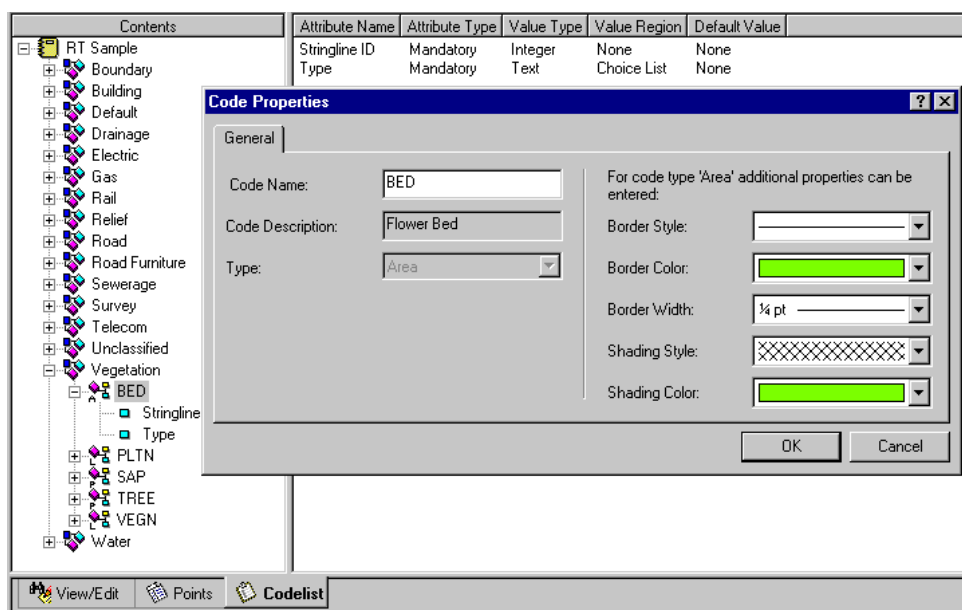 Contents
Attribute Name Attribute Type Value Type Value Region Default Value
RT Sample
Stringline ID Mandatory Integer None None
Type Mandatory Text Choice List None
Boundary
Building
Default
Drainage
Electric
Gas
Rail
Relief
Road
Road Furniture
Sewerage
Survey
Telecom
Unclassified
Vegetation
A BED
Stringline
Type
L PLTN
P SAP
P TREE
L VEGN
Water
Code Properties
? X
General
Code Name: BED
Code Description: Flower Bed
Type: Area
For code type 'Area' additional properties can be
entered:
Border Style:
Border Color:
Border Width: ¼ pt
Shading Style:
Shading Color:
OK Cancel
View/Edit Points Codelist